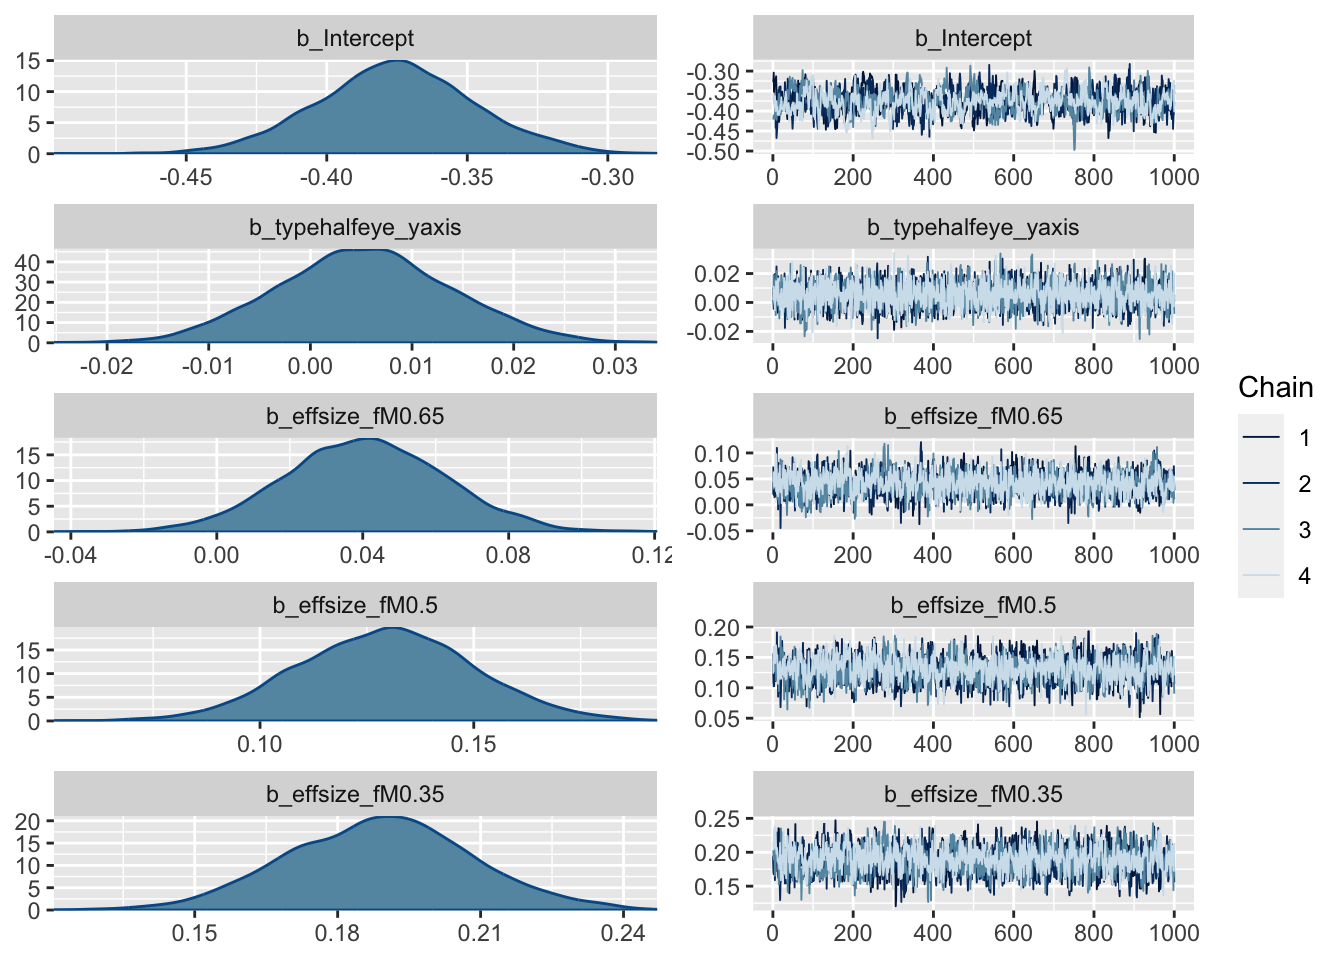 b_Intercept
15
10
5
0
-0.45 -0.40 -0.35 -0.30
b_Intercept
-0.30
-0.35
-0.40
-0.45
-0.50
0 200 400 600 800 1000
b_typehalfeye_yaxis
40
30
20
10
0
-0.02 -0.01 0.00 0.01 0.02 0.03
b_typehalfeye_yaxis
0.02
0.00
-0.02
0 200 400 600 800 1000
b_effsize_fM0.65
15
10
5
0
-0.04 0.00 0.04 0.08 0.12
b_effsize_fM0.65
0.10
0.05
0.00
-0.05
0 200 400 600 800 1000
b_effsize_fM0.5
15
10
5
0
0.10 0.15
b_effsize_fM0.5
0.20
0.15
0.10
0.05
0 200 400 600 800 1000
b_effsize_fM0.35
20
15
10
5
0
0.15 0.18 0.21 0.24
b_effsize_fM0.35
0.25
0.20
0.15
0 200 400 600 800 1000
Chain
1
2
3
4